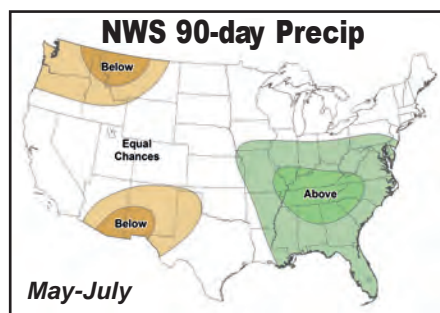 NWS 90-day Precip
Below
Equal
Chances
Above
Below
May-July